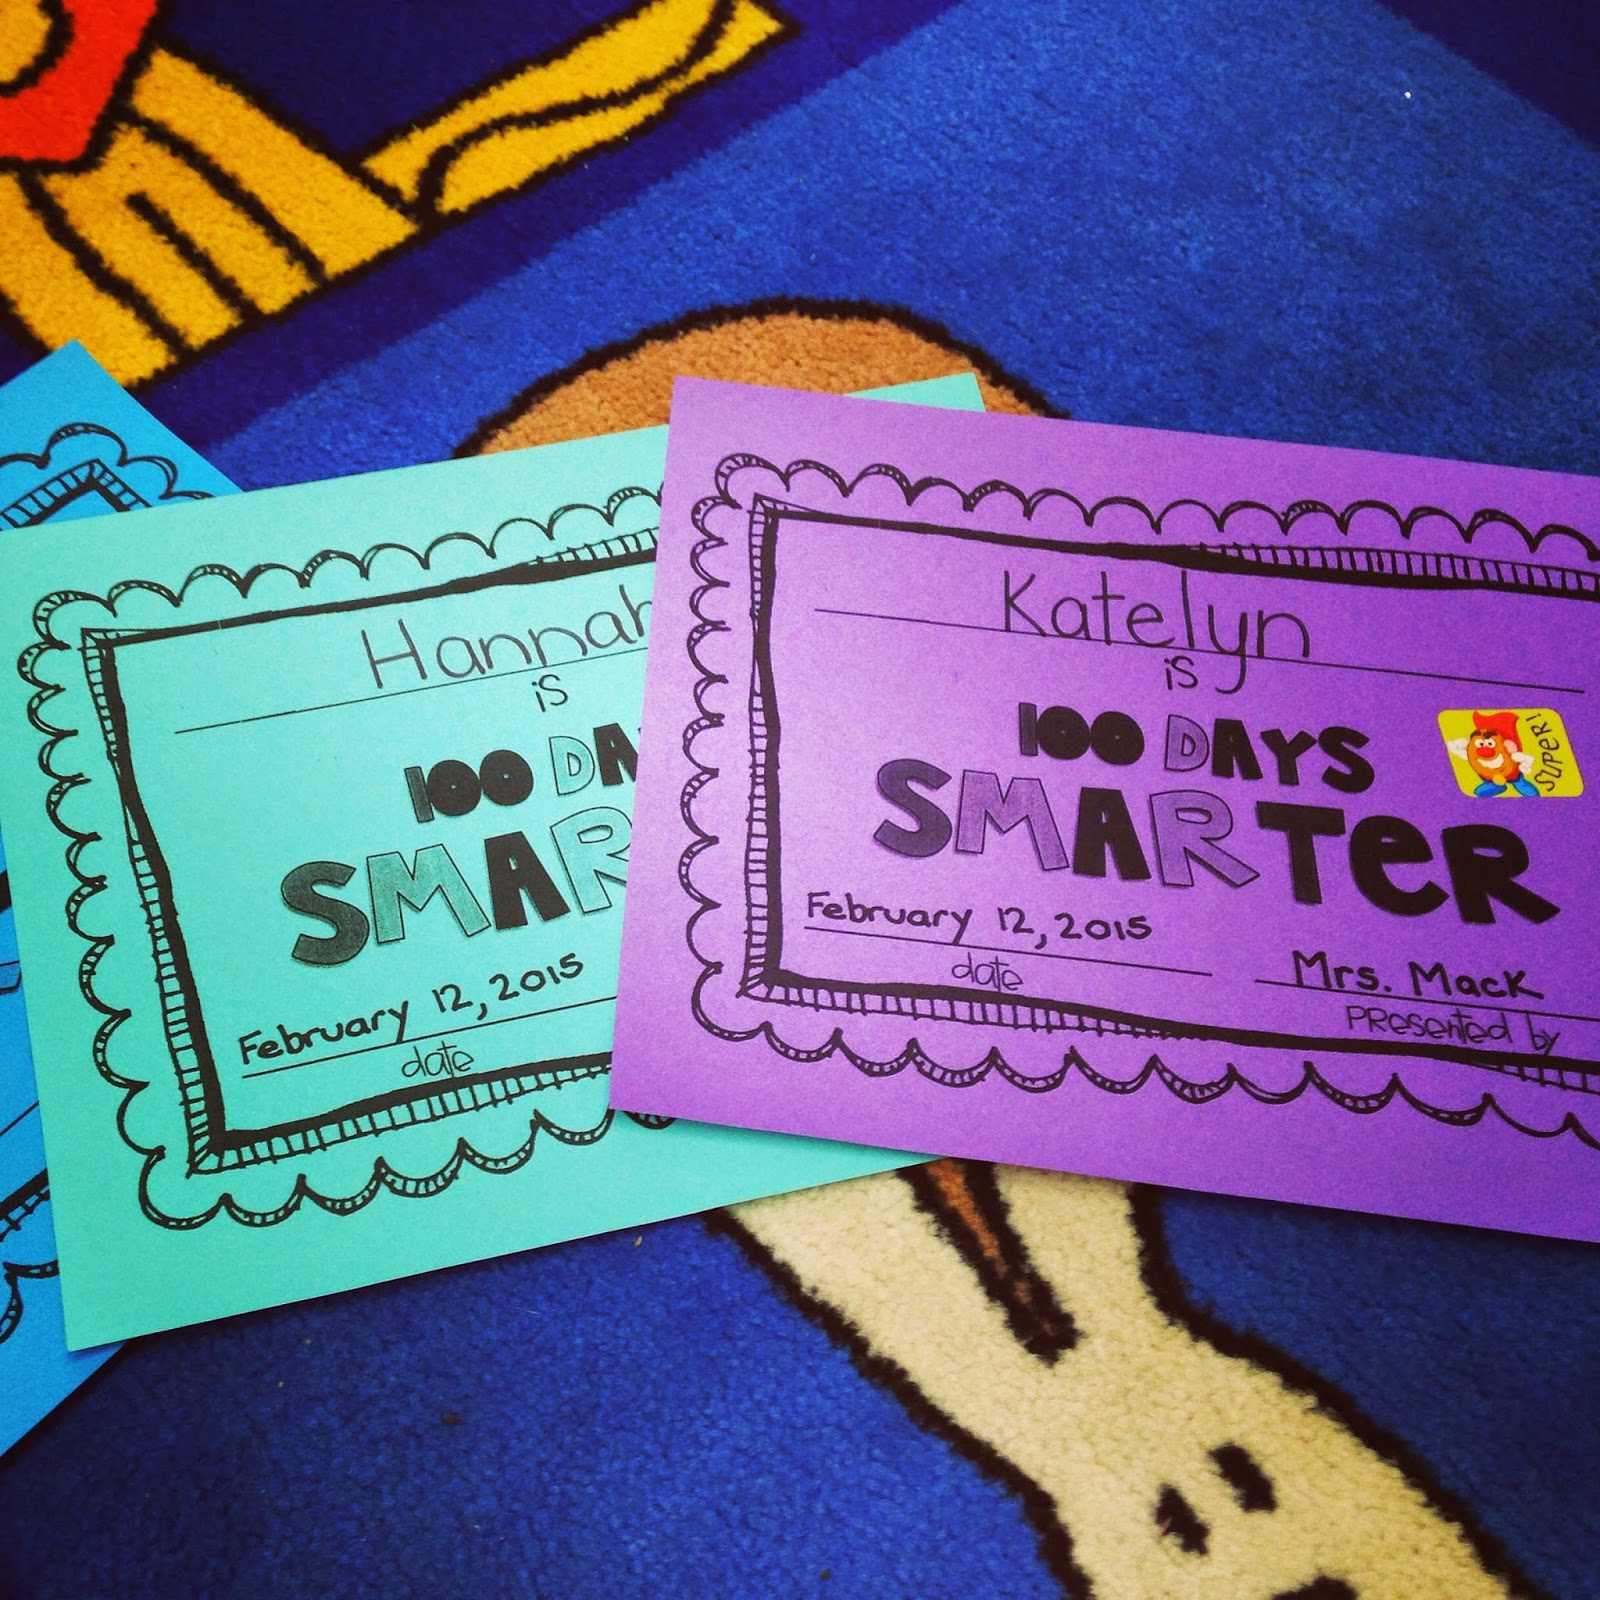 Hannah
is
100 DA
SMAR
February 12, 2015
date
Katelyn
is
100 DAYS
SMARTER
SUPER!
February 12, 2015
date
Mrs. Mack
PRESENTED by